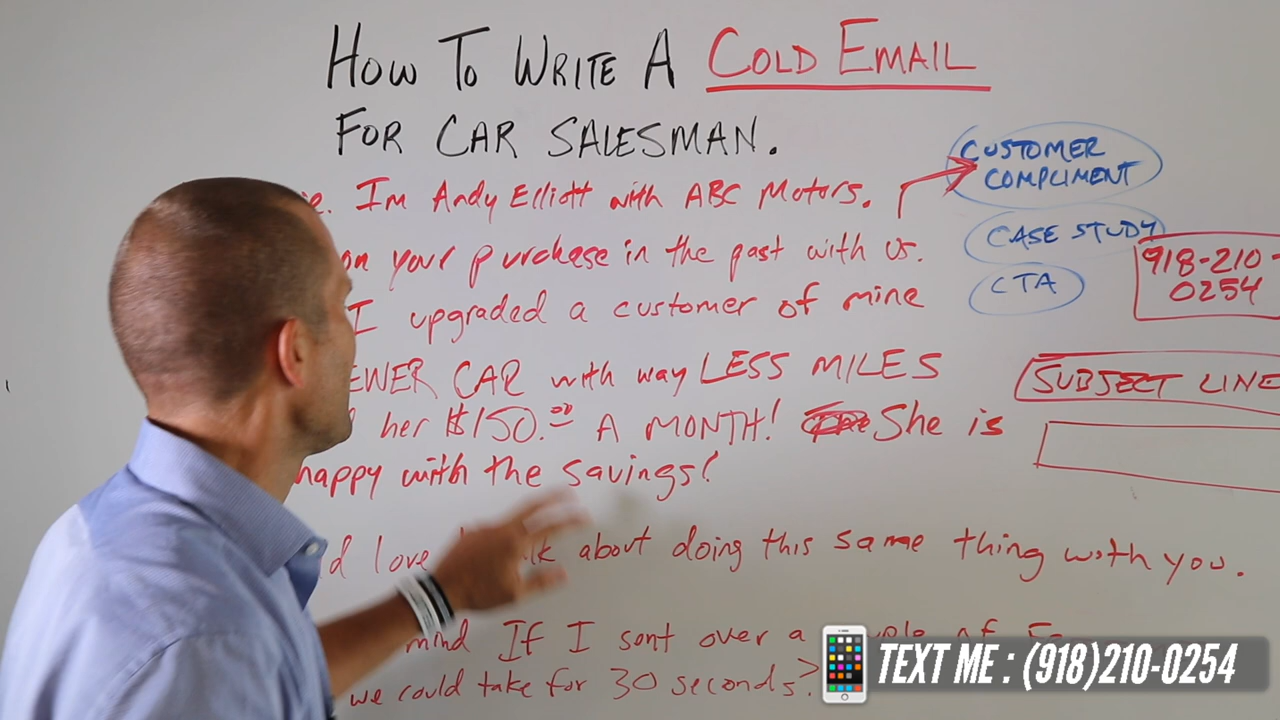 HOW TO WRITE A COLD EMAIL
FOR CAR SALESMAN.
Im Andy Elliott with ABC Motors.
on your purchase in the past with us.
I upgraded a customer of mine
EWER CAR with way LESS MILES
her $150.00 A MONTH! She is
happy with the savings!
love about doing this same thing with you.
mind If I sent over a of
we could take for 30 seconds?
CUSTOMER
COMPLIMENT
CASE STUDY
CTA
918-210-
0254
SUBJECT LINE
TEXT ME : (918)210-0254